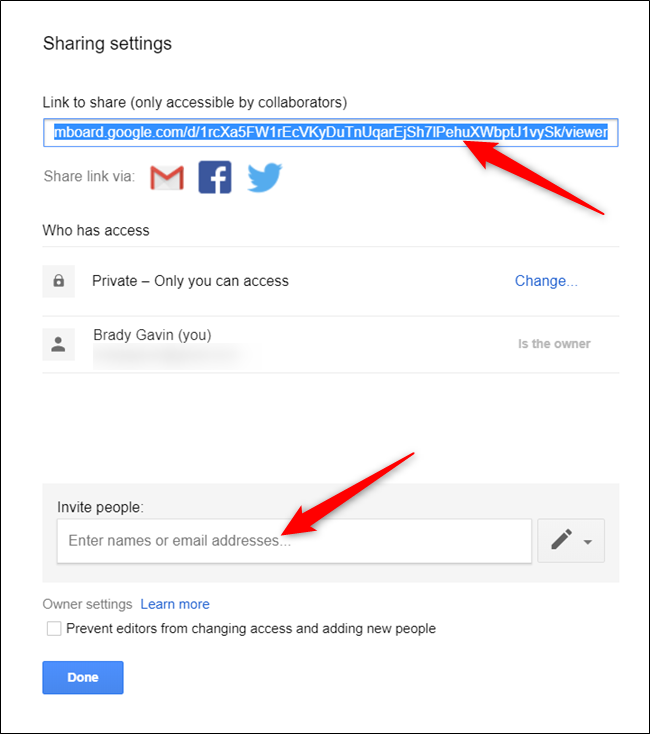 Sharing settings
Link to share (only accessible by collaborators)
mboard.google.com/d/1rcXa5FW1rEcVKyDuTnUqarEjSh7lPehuXWbptJ1vySk/viewer
Share link via:
Who has access
Private – Only you can access Change...
Brady Gavin (you)
Is the owner
Invite people:
Enter names or email addresses...
Owner settings Learn more
Prevent editors from changing access and adding new people
Done